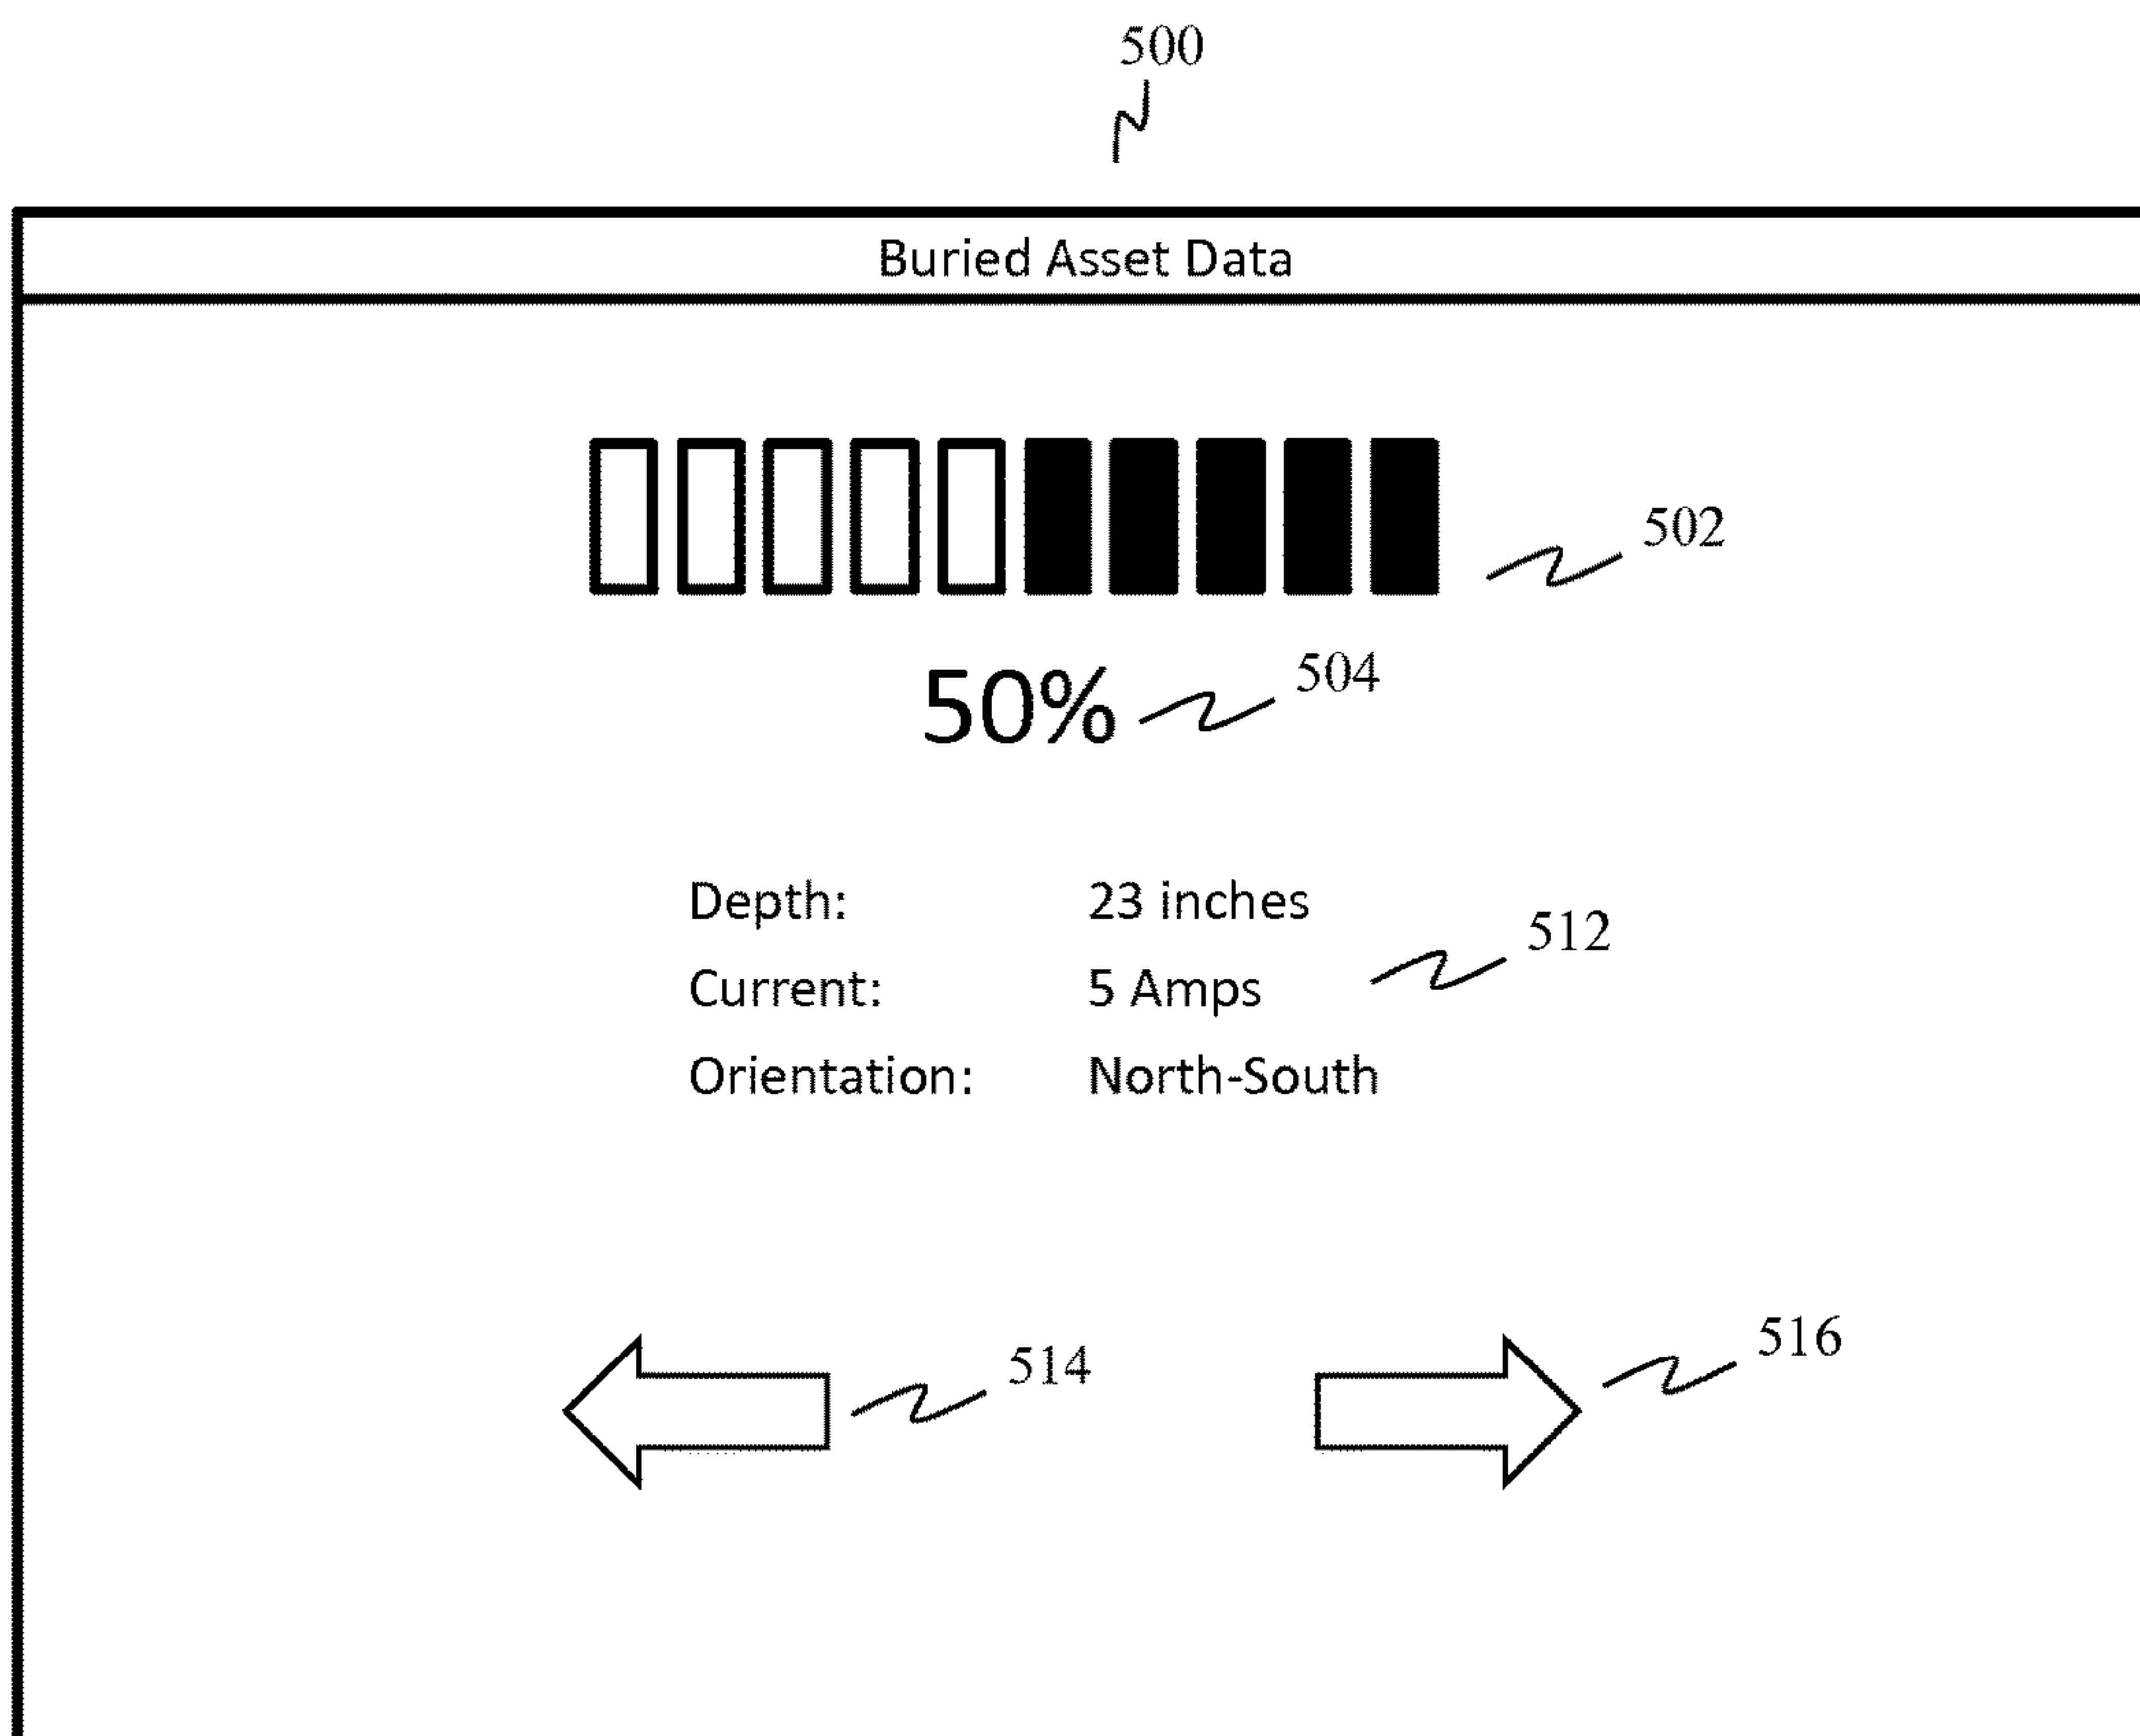 500
Buried Asset Data
502
50% 504
Depth: 23 inches
512
Current: 5 Amps
Orientation: North-South
514
516